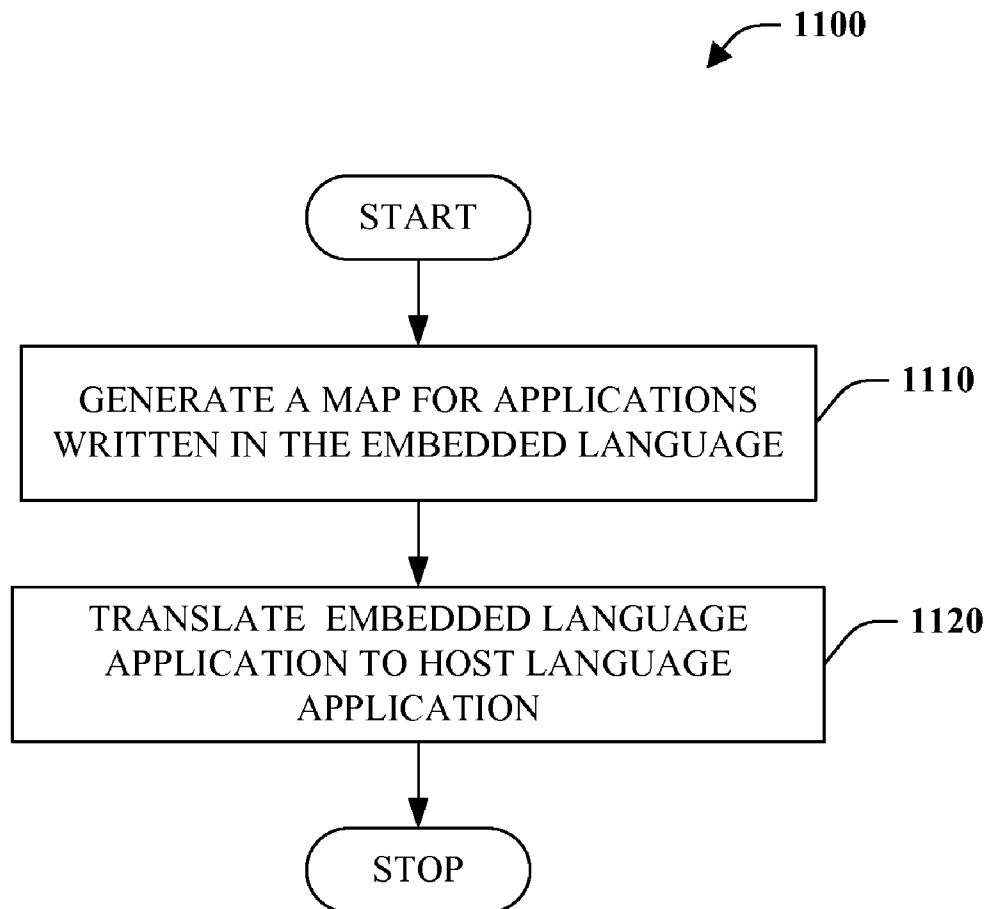 1100
START
GENERATE A MAP FOR APPLICATIONS
WRITTEN IN THE EMBEDDED LANGUAGE
1110
TRANSLATE EMBEDDED LANGUAGE
APPLICATION TO HOST LANGUAGE
APPLICATION
1120
STOP